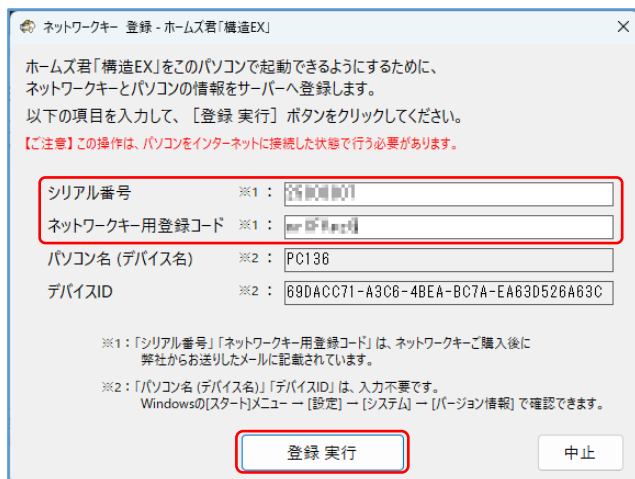 ネットワークキー 登録 - ホームズ君「構造EX」
ホームズ君「構造EX」をこのパソコンで起動できるようにするために、
ネットワークキーとパソコンの情報をサーバーへ登録します。
以下の項目を入力して、［登録 実行］ボタンをクリックしてください。
【ご注意】この操作は、パソコンをインターネットに接続した状態で行う必要があります。
シリアル番号 ※1：
ネットワークキー用登録コード ※1：
パソコン名 (デバイス名) ※2： PC136
デバイスID ※2： 69DACC71-A3C6-4BEA-BC7A-EA63D526A63C
※1：「シリアル番号」「ネットワークキー用登録コード」は、ネットワークキーご購入後に
弊社からお送りしたメールに記載されています。
※2：「パソコン名 (デバイス名)」「デバイスID」は、入力不要です。
Windowsの[スタート]メニュー → [設定] → [システム] → [バージョン情報] で確認できます。
登録 実行 中止